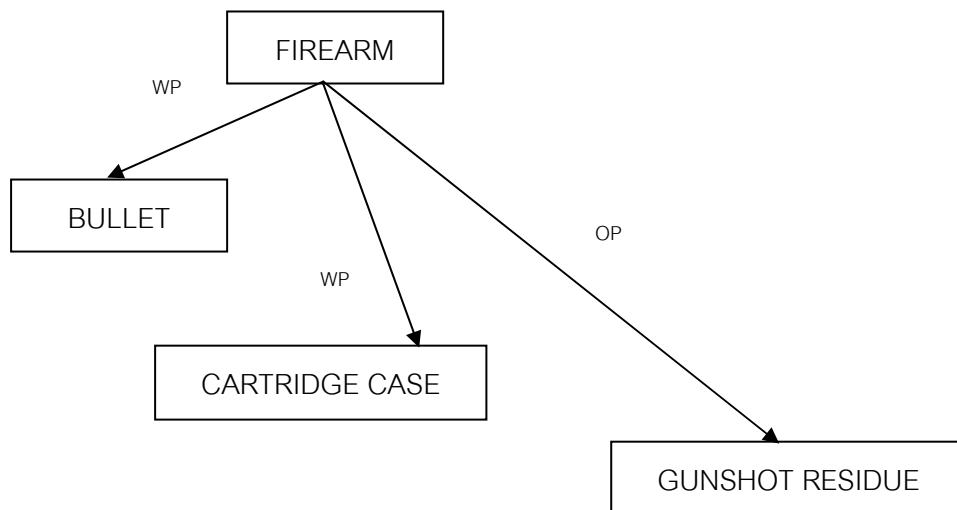 FIREARM
WP
BULLET
OP
WP
CARTRIDGE CASE
GUNSHOT RESIDUE